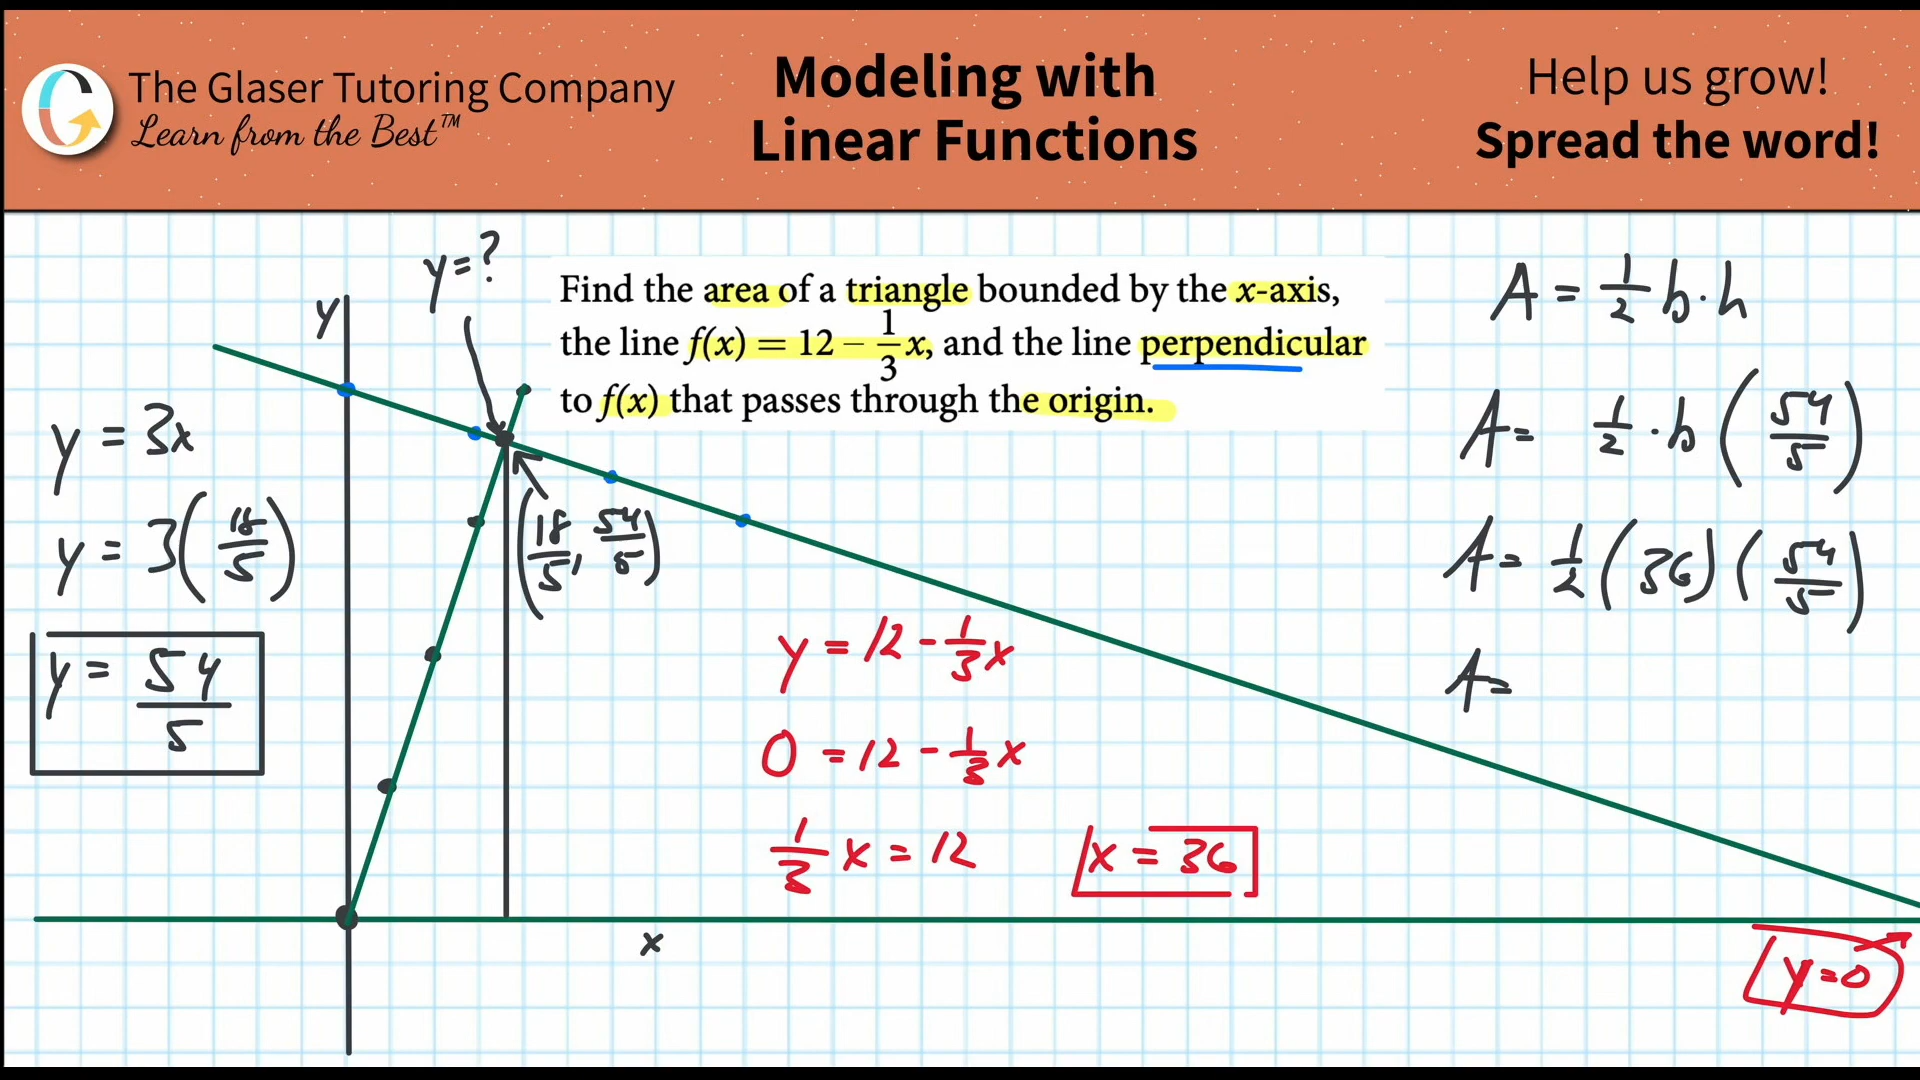 The Glaser Tutoring Company
Learn from the Best™
Modeling with
Linear Functions
Help us grow!
Spread the word!
y = ?
Find the area of a triangle bounded by the x-axis,
the line f(x) = 12 − 1/3 x, and the line perpendicular
to f(x) that passes through the origin.
y
y = 3x
y = 3(18/5)
y = 54/5
(18/5, 54/5)
y = 12 - 1/3 x
0 = 12 - 1/3 x
1/3 x = 12
x = 36
A = 1/2 b · h
A = 1/2 · b (54/5)
A = 1/2 (36) (54/5)
A =
x
y = 0